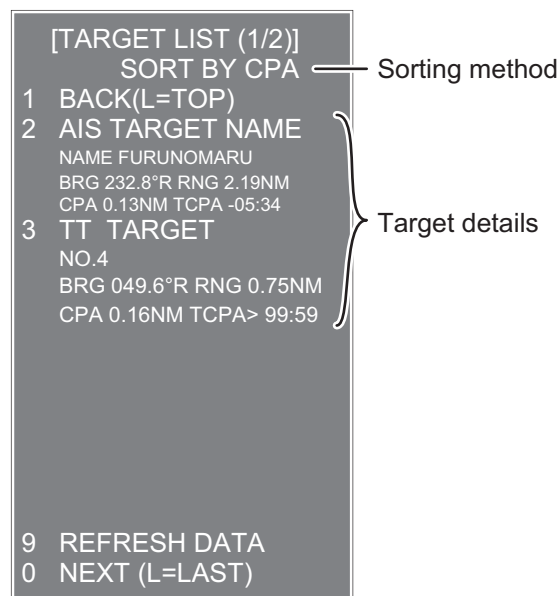 [TARGET LIST (1/2)]
SORT BY CPA
Sorting method
1 BACK(L=TOP)
2 AIS TARGET NAME
NAME FURUNOMARU
BRG 232.8°R RNG 2.19NM
CPA 0.13NM TCPA -05:34
3 TT TARGET
NO.4
BRG 049.6°R RNG 0.75NM
CPA 0.16NM TCPA> 99:59
Target details
9 REFRESH DATA
0 NEXT (L=LAST)